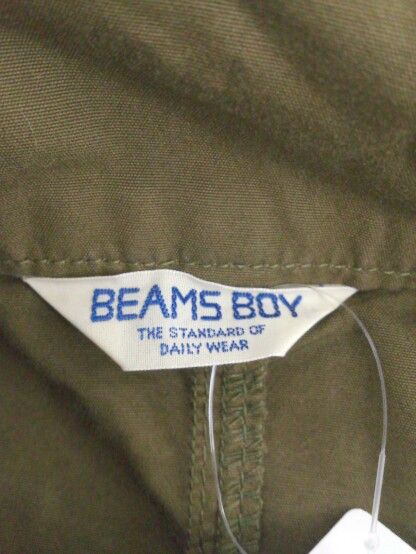 BEAMS BOY
THE STANDARD OF
DAILY WEAR